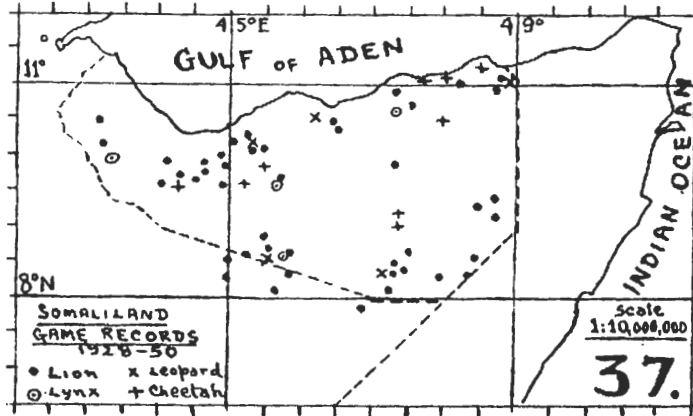 45°E
49°
11°
GULF OF ADEN
INDIAN OCEAN
8°N
SOMALILAND
GAME RECORDS
1928-50
Lion x Leopard
Lynx + Cheetah
Scale
1:10,000,000
37.